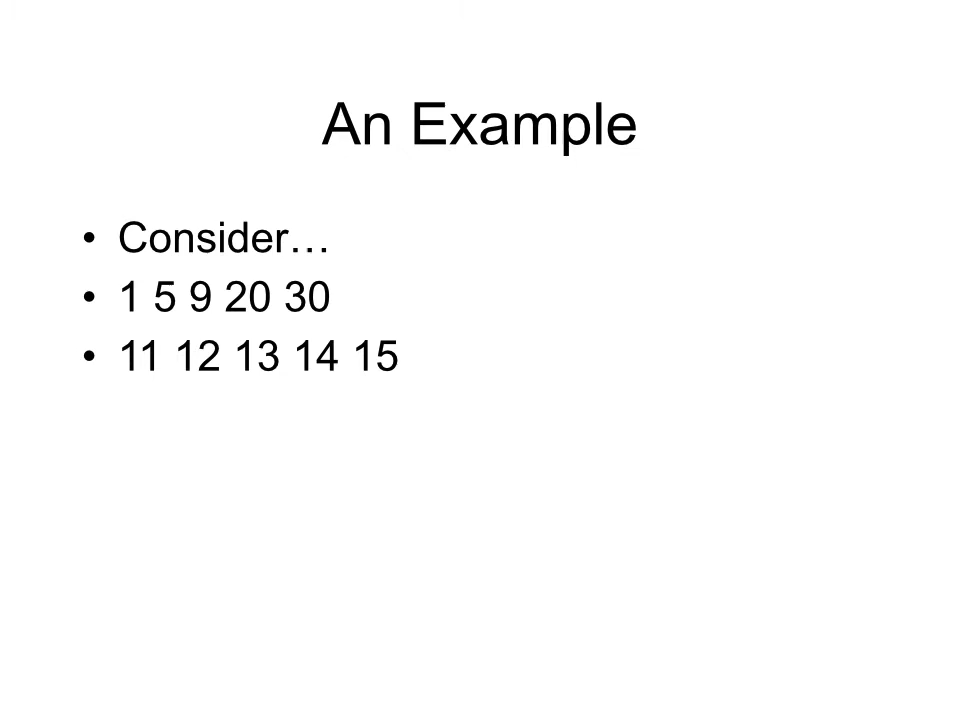 An Example
• Consider…
• 1 5 9 20 30
• 11 12 13 14 15